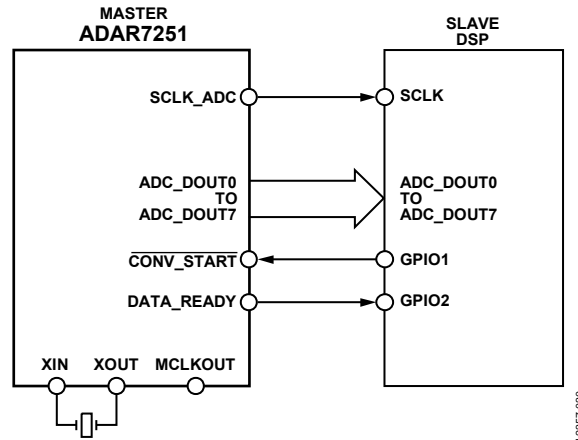 MASTER
ADAR7251
SLAVE
DSP
SCLK_ADC
SCLK
ADC_DOUT0
TO
ADC_DOUT7
ADC_DOUT0
TO
ADC_DOUT7
CONV_START
GPIO1
DATA_READY
GPIO2
XIN
XOUT
MCLKOUT